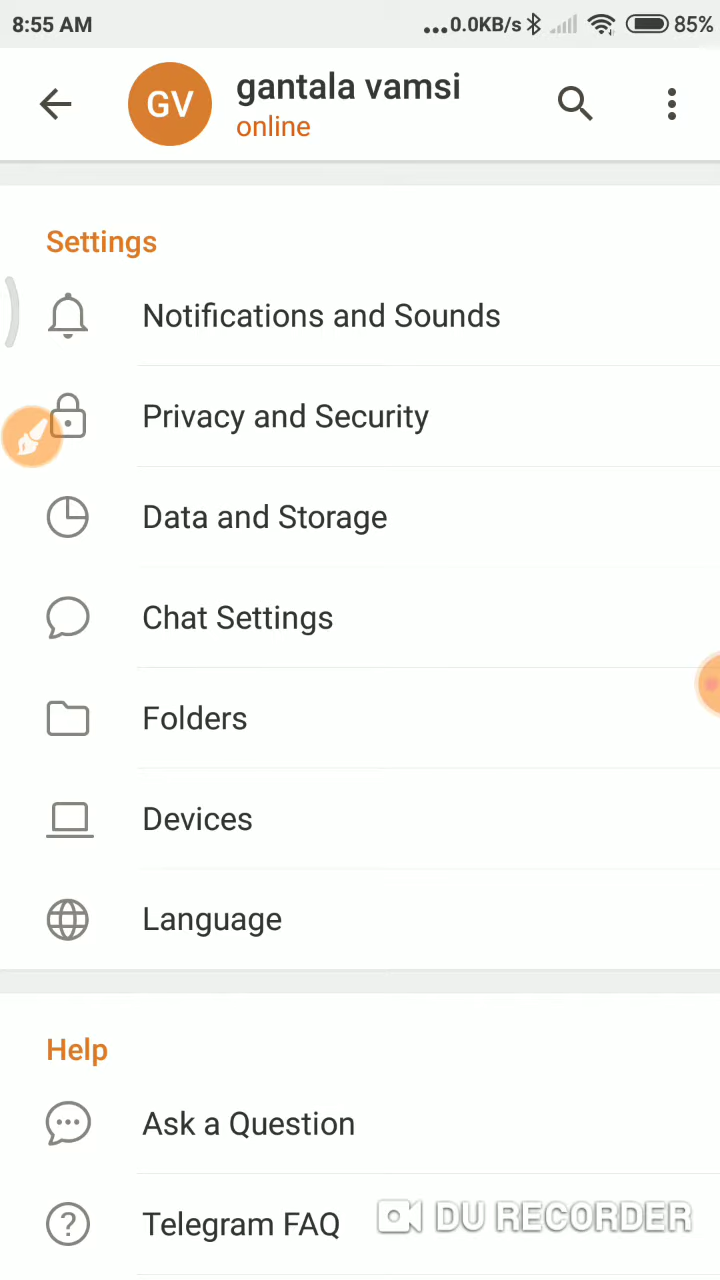 8:55 AM
...0.0KB/s 85%
GV
gantala vamsi
online
Settings
Notifications and Sounds
Privacy and Security
Data and Storage
Chat Settings
Folders
Devices
Language
Help
Ask a Question
Telegram FAQ
DU RECORDER